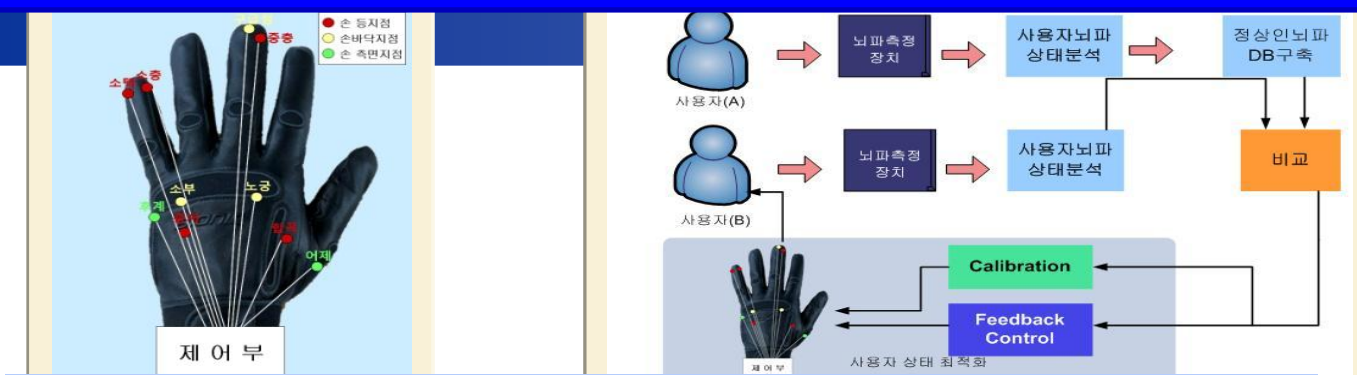 손 등지점
손바닥지점
손 측면지점
중충
소택
소충
소부
노궁
후계
합곡
어제
제 어 부
사용자(A)
뇌파측정
장치
사용자뇌파
상태분석
정상인뇌파
DB구축
사용자(B)
뇌파측정
장치
사용자뇌파
상태분석
비교
Calibration
Feedback
Control
제 어 부
사용자 상태 최적화